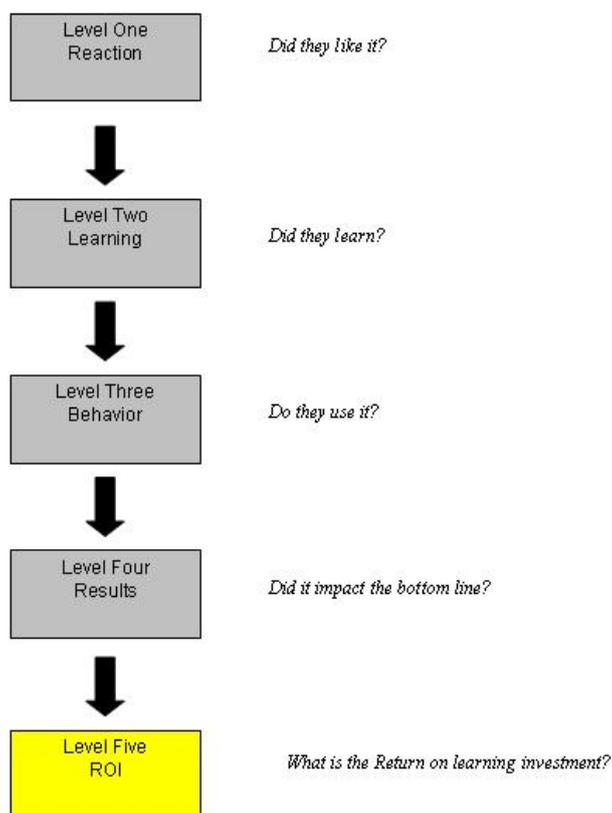 Level One
Reaction
Did they like it?
Level Two
Learning
Did they learn?
Level Three
Behavior
Do they use it?
Level Four
Results
Did it impact the bottom line?
Level Five
ROI
What is the Return on learning investment?